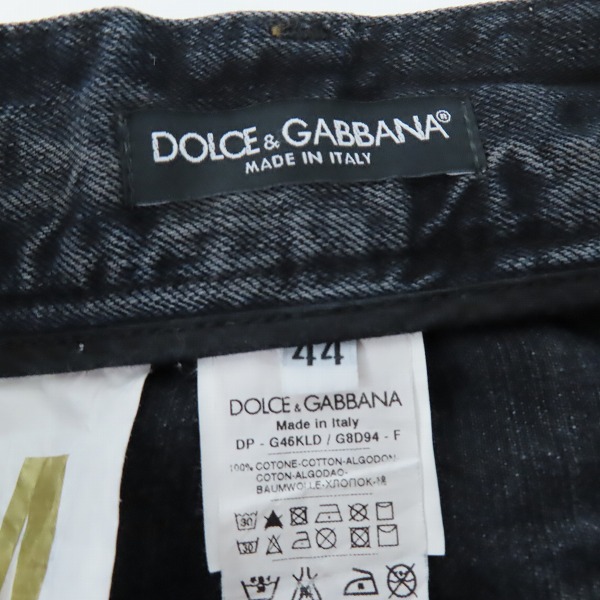 DOLCE & GABBANA®
MADE IN ITALY
44
DOLCE & GABBANA
Made in Italy
DP - G46KLD / G8D94 - F
100% COTONE-COTTON-ALGODON
COTON-ALGODAO-
BAUMWOLLE-ХЛОПОК-棉
30
30